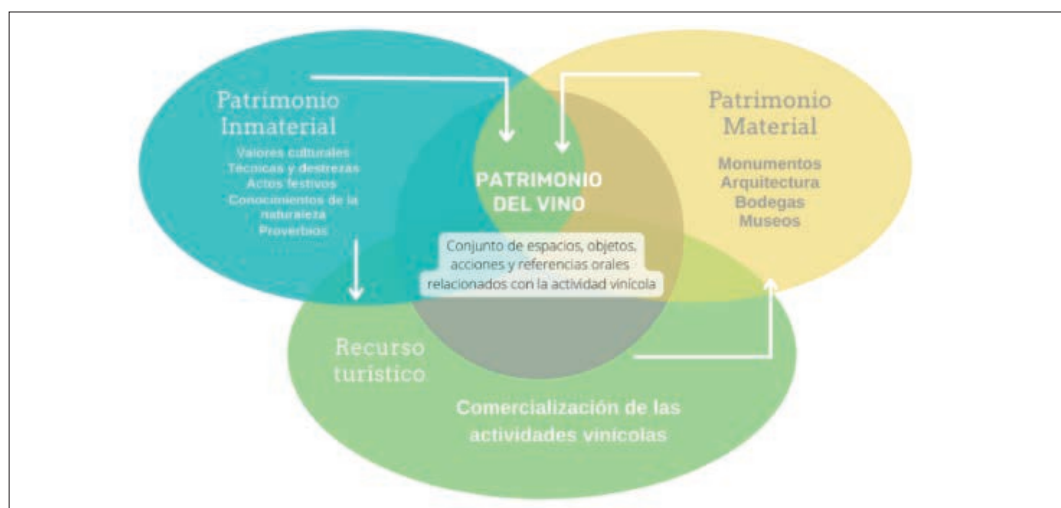 Patrimonio
Inmaterial
Valores culturales
Técnicas y destrezas
Actos festivos
Conocimientos de la
naturaleza
Proverbios
Patrimonio
Material
Monumentos
Arquitectura
Bodegas
Museos
PATRIMONIO
DEL VINO
Conjunto de espacios, objetos,
acciones y referencias orales
relacionados con la actividad vinícola
Recurso
turístico
Comercialización de las
actividades vinícolas